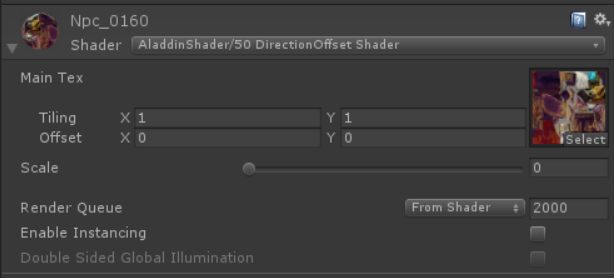 Npc_0160
Shader AladdinShader/50 DirectionOffset Shader
Main Tex
Tiling X 1 Y 1
Offset X 0 Y 0
Select
Scale 0
Render Queue From Shader 2000
Enable Instancing
Double Sided Global Illumination